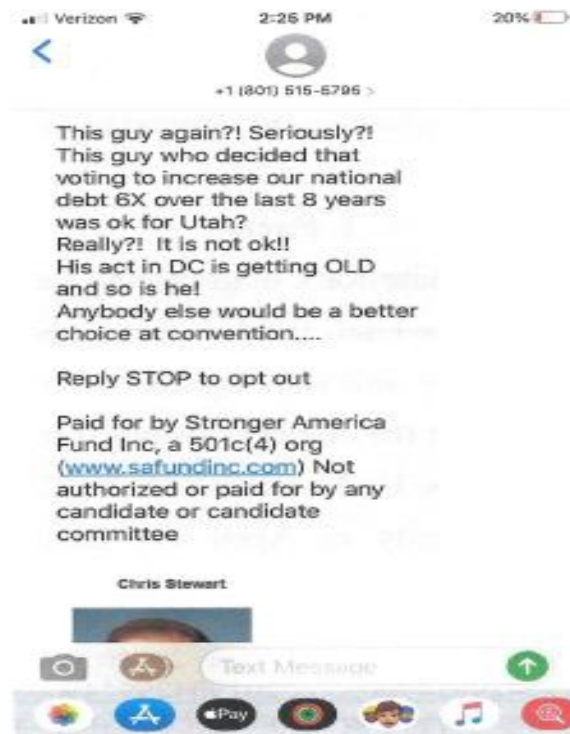 Verizon 2:25 PM 20%
+1 (801) 515-5795 >
This guy again?! Seriously?!
This guy who decided that
voting to increase our national
debt 6X over the last 8 years
was ok for Utah?
Really?! It is not ok!!
His act in DC is getting OLD
and so is he!
Anybody else would be a better
choice at convention....
Reply STOP to opt out
Paid for by Stronger America
Fund Inc, a 501c(4) org
(www.safundinc.com) Not
authorized or paid for by any
candidate or candidate
committee
Chris Stewart
Text Message
Pay